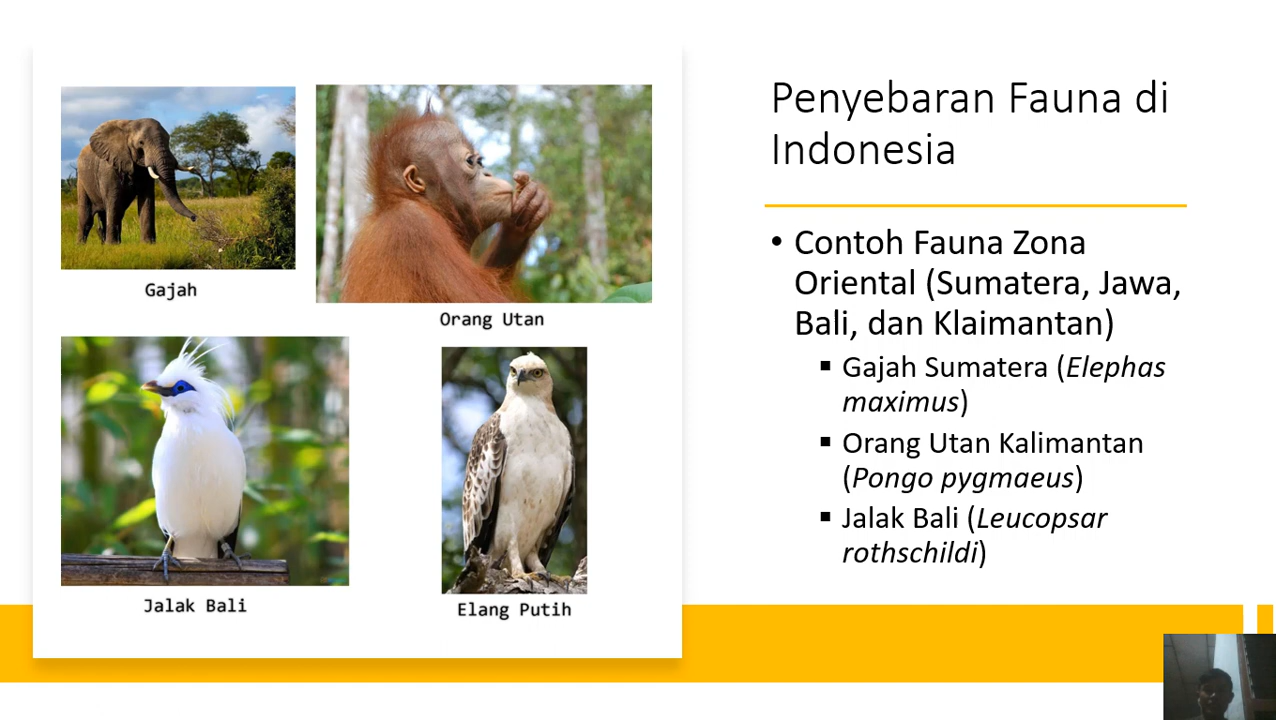 Gajah
Orang Utan
Jalak Bali
Elang Putih
Penyebaran Fauna di
Indonesia
• Contoh Fauna Zona
Oriental (Sumatera, Jawa,
Bali, dan Klaimantan)
▪ Gajah Sumatera (Elephas
maximus)
▪ Orang Utan Kalimantan
(Pongo pygmaeus)
▪ Jalak Bali (Leucopsar
rothschildi)